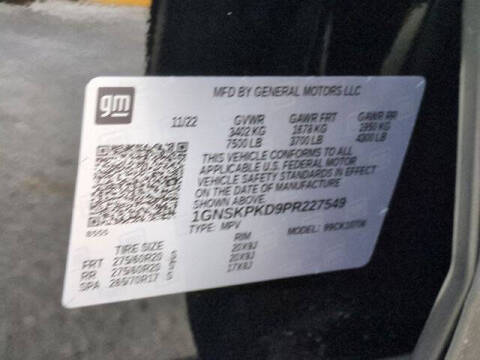 gm
MFD BY GENERAL MOTORS LLC
11/22 GVWR GAWR FRT GAWR RR
3402 KG 1678 KG 1950 KG
7500 LB 3700 LB 4300 LB
THIS VEHICLE CONFORMS TO ALL
APPLICABLE U.S. FEDERAL MOTOR
VEHICLE SAFETY STANDARDS IN EFFECT
ON THE DATE OF MANUFACTURE
1GNSKPKD9PR227549
8555 TYPE: MPV MODEL:
TIRE SIZE RIM
FRT 275/60R20 S 20X9J
RR 275/60R20 S 20X9J
SPA 265/70R17 S 17X8J